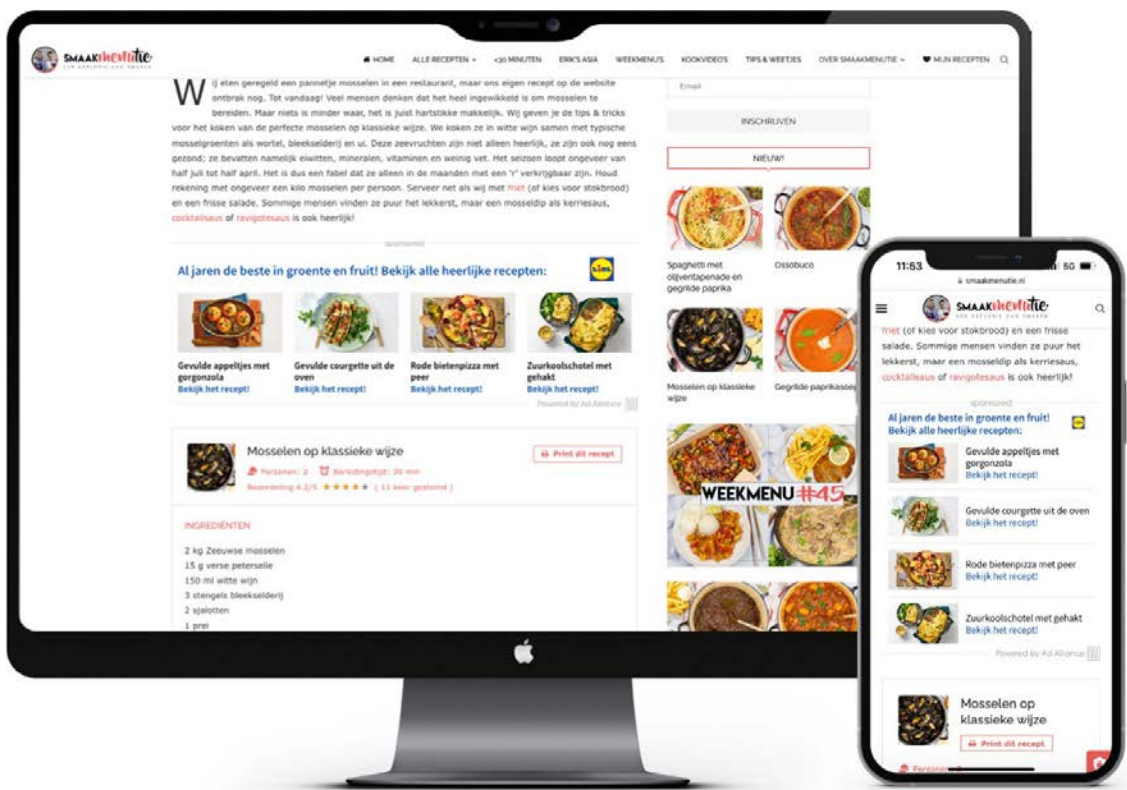 SMAAKmenutie
EEN EXPLOSIE AAN SMAKEN
HOME ALLE RECEPTEN <30 MINUTEN ERIK'S ASIA WEEKMENU'S KOOKVIDEO'S TIPS & WEETJES OVER SMAAKMENUTIE MIJN RECEPTEN
Wij eten geregeld een pannetje mosselen in een restaurant, maar ons eigen recept op de website
ontbrak nog. Tot vandaag! Veel mensen denken dat het heel ingewikkeld is om mosselen te
bereiden. Maar niets is minder waar, het is juist hartstikke makkelijk. Wij geven je de tips & tricks
voor het koken van de perfecte mosselen op klassieke wijze. We koken ze in witte wijn samen met typische
mosselgroenten als wortel, bleekselderij en ui. Deze zeevruchten zijn niet alleen heerlijk, ze zijn ook nog eens
gezond; ze bevatten namelijk eiwitten, mineralen, vitaminen en weinig vet. Het seizoen loopt ongeveer van
half juli tot half april. Het is dus een fabel dat ze alleen in de maanden met een 'r' verkrijgbaar zijn. Houd
rekening met ongeveer een kilo mosselen per persoon. Serveer net als wij met friet (of kies voor stokbrood)
en een frisse salade. Sommige mensen vinden ze puur het lekkerst, maar een mosseldip als kerriesaus,
cocktailsaus of ravigotesaus is ook heerlijk!
sponsored
Al jaren de beste in groente en fruit! Bekijk alle heerlijke recepten:
Gevulde appeltjes met
gorgonzola
Bekijk het recept!
Gevulde courgette uit de
oven
Bekijk het recept!
Rode bietenpizza met
peer
Bekijk het recept!
Zuurkoolschotel met
gehakt
Bekijk het recept!
Powered by Ad Alliance
Mosselen op klassieke wijze
Print dit recept
Personen: 2 Bereidingstijd: 20 min
Beoordeling 4.2/5 ( 11 keer gestemd )
INGREDIËNTEN
2 kg Zeeuwse mosselen
15 g verse peterselie
150 ml witte wijn
3 stengels bleekselderij
2 sjalotten
1 prei
Email
INSCHRIJVEN
NIEUW!
Spaghetti met
olijventapenade en
gegrilde paprika
Ossobuco
Mosselen op klassieke
wijze
Gegrilde paprikasoep
WEEKMENU #45
11:53
5G
smaakmenutie.nl
SMAAKmenutie
EEN EXPLOSIE AAN SMAKEN
friet (of kies voor stokbrood) en een frisse
salade. Sommige mensen vinden ze puur het
lekkerst, maar een mosseldip als kerriesaus,
cocktailsaus of ravigotesaus is ook heerlijk!
sponsored
Al jaren de beste in groente en fruit!
Bekijk alle heerlijke recepten:
Gevulde appeltjes met
gorgonzola
Bekijk het recept!
Gevulde courgette uit de oven
Bekijk het recept!
Rode bietenpizza met peer
Bekijk het recept!
Zuurkoolschotel met gehakt
Bekijk het recept!
Powered by Ad Alliance
Mosselen op
klassieke wijze
Print dit recept